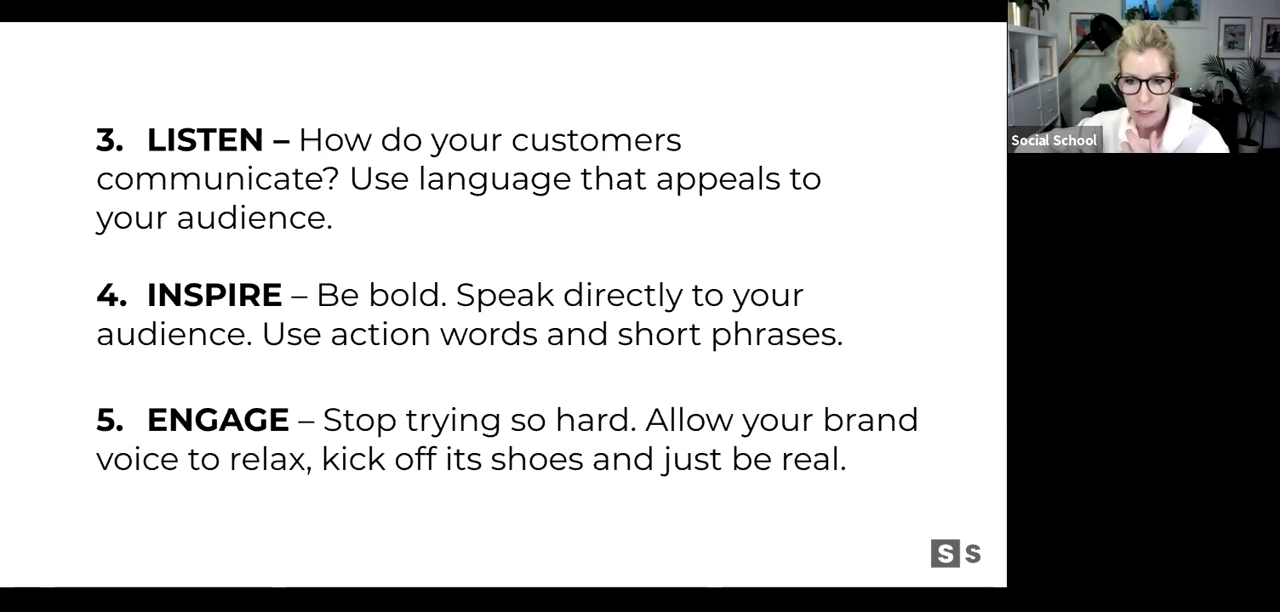 3. LISTEN – How do your customers
communicate? Use language that appeals to
your audience.
4. INSPIRE – Be bold. Speak directly to your
audience. Use action words and short phrases.
5. ENGAGE – Stop trying so hard. Allow your brand
voice to relax, kick off its shoes and just be real.
S S
Social School